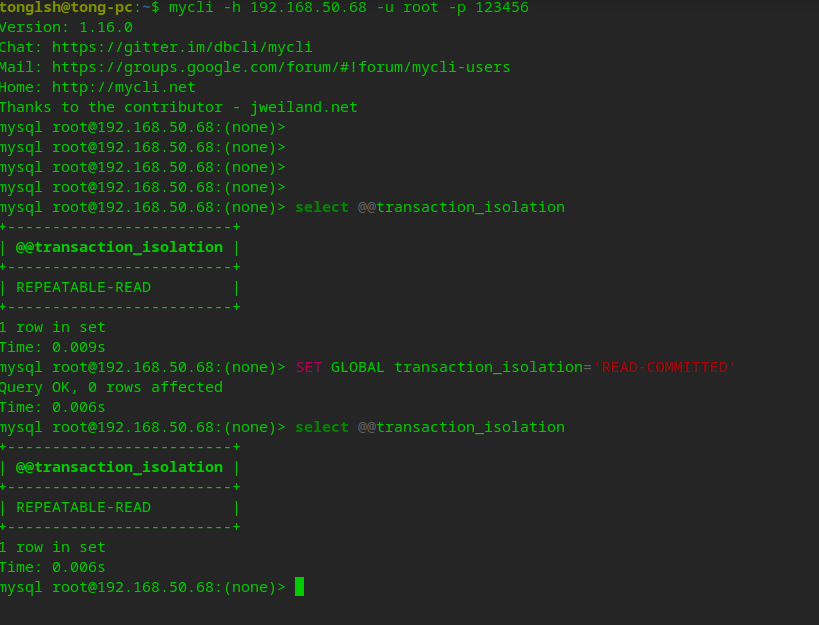 tonglsh@tong-pc:~$ mycli -h 192.168.50.68 -u root -p 123456
Version: 1.16.0
Chat: https://gitter.im/dbcli/mycli
Mail: https://groups.google.com/forum/#!forum/mycli-users
Home: http://mycli.net
Thanks to the contributor - jweiland.net
mysql root@192.168.50.68:(none)>
mysql root@192.168.50.68:(none)>
mysql root@192.168.50.68:(none)>
mysql root@192.168.50.68:(none)>
mysql root@192.168.50.68:(none)> select @@transaction_isolation
+-------------------------+
| @@transaction_isolation |
+-------------------------+
| REPEATABLE-READ         |
+-------------------------+
1 row in set
Time: 0.009s
mysql root@192.168.50.68:(none)> SET GLOBAL transaction_isolation='READ-COMMITTED'
Query OK, 0 rows affected
Time: 0.006s
mysql root@192.168.50.68:(none)> select @@transaction_isolation
+-------------------------+
| @@transaction_isolation |
+-------------------------+
| REPEATABLE-READ         |
+-------------------------+
1 row in set
Time: 0.006s
mysql root@192.168.50.68:(none)>